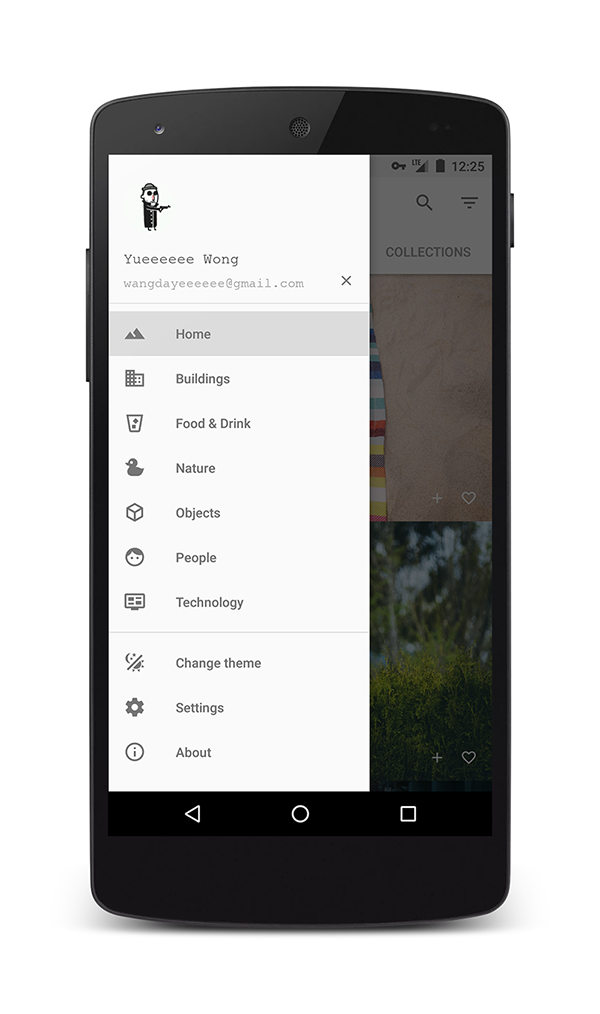 LTE 12:25
COLLECTIONS
Yueeeeee Wong
wangdayeeeeee@gmail.com
Home
Buildings
Food & Drink
Nature
Objects
People
Technology
Change theme
Settings
About